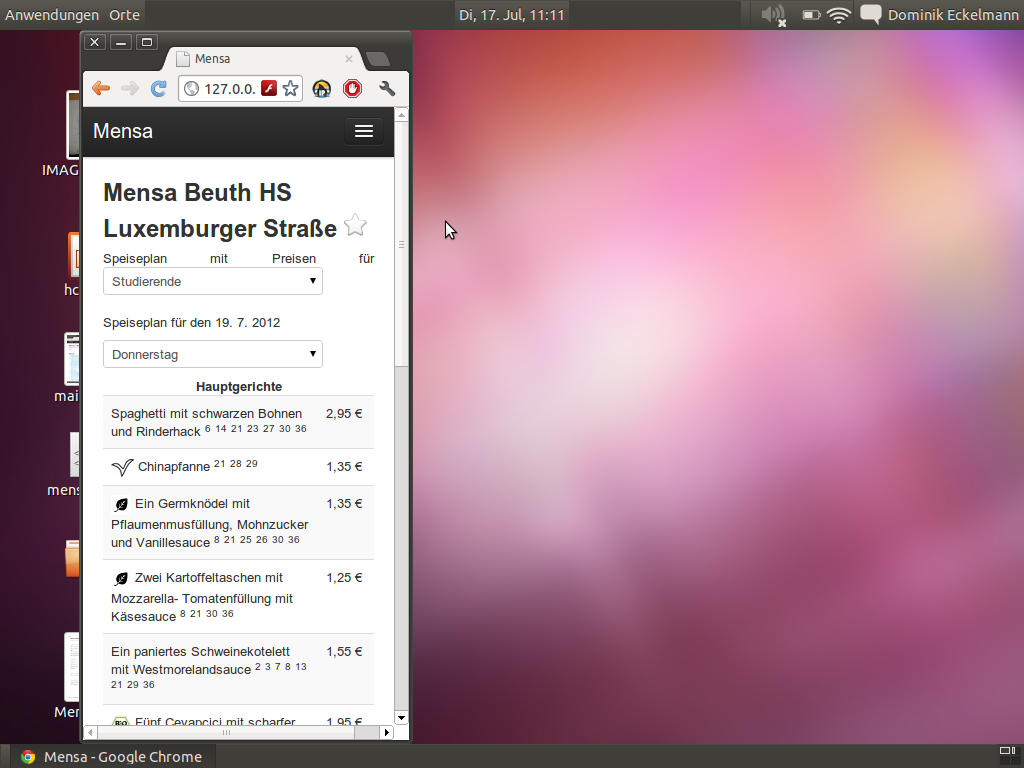 Anwendungen Orte
Di, 17. Jul, 11:11
Dominik Eckelmann
Mensa
127.0.0.
Mensa
Mensa Beuth HS
Luxemburger Straße
Speiseplan mit Preisen für
Studierende
Speiseplan für den 19. 7. 2012
Donnerstag
Hauptgerichte
Spaghetti mit schwarzen Bohnen 2,95 €
und Rinderhack 6 14 21 23 27 30 36
Chinapfanne 21 28 29 1,35 €
Ein Germknödel mit 1,35 €
Pflaumenmusfüllung, Mohnzucker
und Vanillesauce 8 21 25 26 30 36
Zwei Kartoffeltaschen mit 1,25 €
Mozzarella- Tomatenfüllung mit
Käsesauce 8 21 30 36
Ein paniertes Schweinekotelett 1,55 €
mit Westmorelandsauce 2 3 7 8 13
21 29 36
Fünf Cevapcici mit scharfer 1,95 €
IMAG
hc
mai
mens
Mer
Mensa - Google Chrome